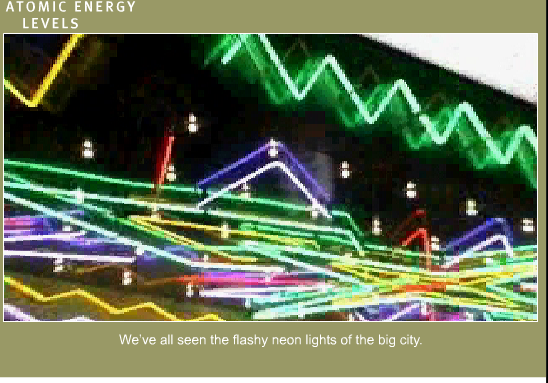 ATOMIC ENERGY
LEVELS
We've all seen the flashy neon lights of the big city.